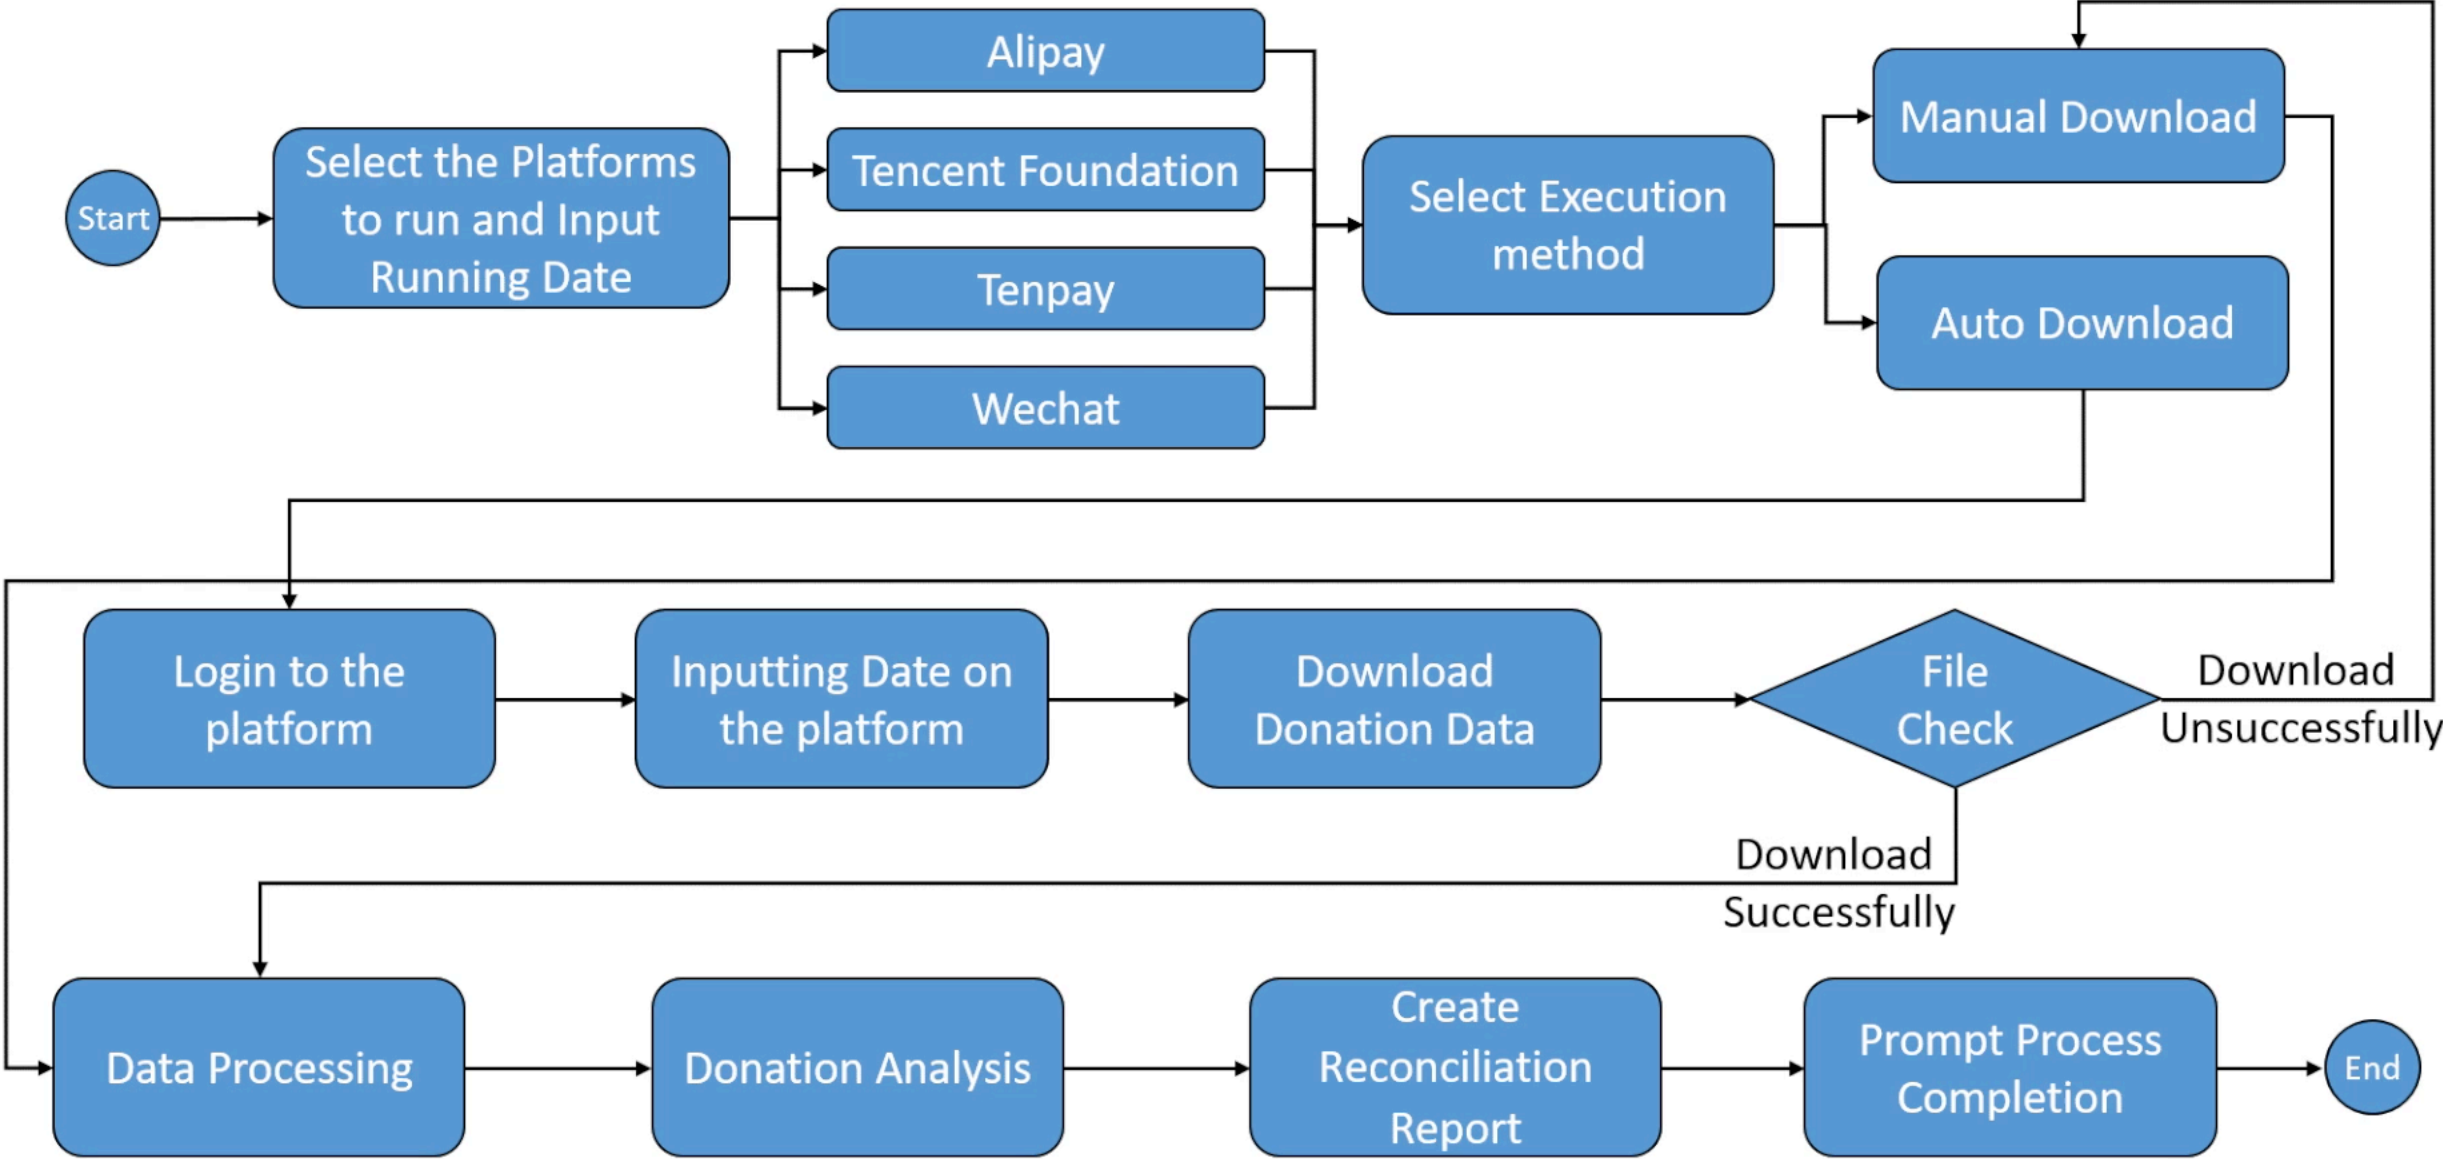 Start
Select the Platforms
to run and Input
Running Date
Alipay
Tencent Foundation
Tenpay
Wechat
Select Execution
method
Manual Download
Auto Download
Login to the
platform
Inputting Date on
the platform
Download
Donation Data
File
Check
Download
Unsuccessfully
Download
Successfully
Data Processing
Donation Analysis
Create
Reconciliation
Report
Prompt Process
Completion
End